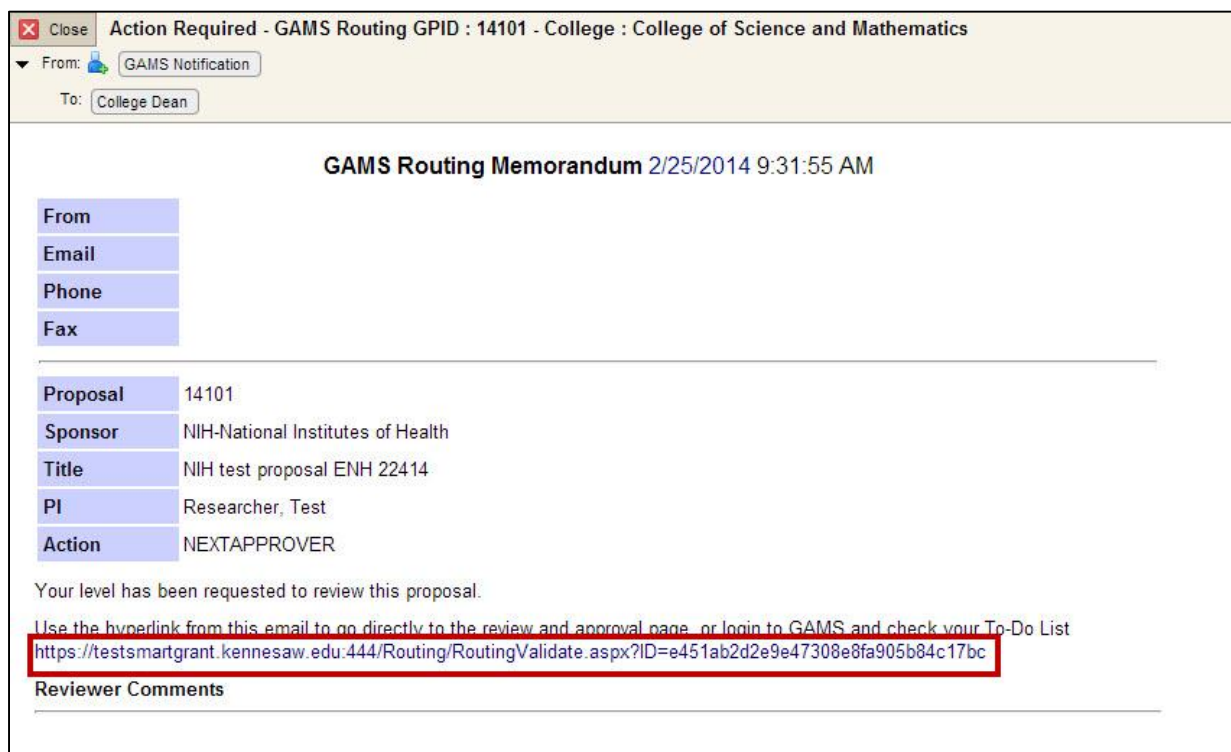 Close Action Required - GAMS Routing GPID : 14101 - College : College of Science and Mathematics
From: GAMS Notification
To: College Dean
GAMS Routing Memorandum 2/25/2014 9:31:55 AM
From
Email
Phone
Fax
Proposal 14101
Sponsor NIH-National Institutes of Health
Title NIH test proposal ENH 22414
PI Researcher, Test
Action NEXTAPPROVER
Your level has been requested to review this proposal.
Use the hyperlink from this email to go directly to the review and approval page, or login to GAMS and check your To-Do List
https://testsmartgrant.kennesaw.edu:444/Routing/RoutingValidate.aspx?ID=e451ab2d2e9e47308e8fa905b84c17bc
Reviewer Comments